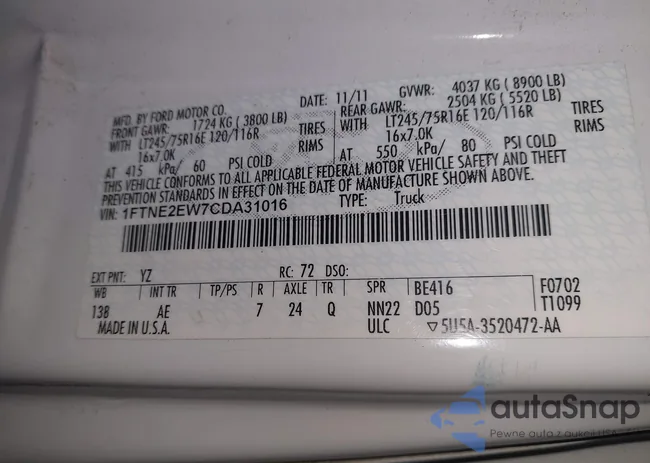 MFD. BY FORD MOTOR CO. DATE: 11/11 GVWR: 4037 KG ( 8900 LB)
FRONT GAWR: 1724 KG ( 3800 LB) REAR GAWR: 2504 KG ( 5520 LB)
WITH LT245/75R16E 120/116R TIRES WITH LT245/75R16E 120/116R TIRES
16x7.0K RIMS 16x7.0K RIMS
AT 415 kPa/ 60 PSI COLD AT 550 kPa/ 80 PSI COLD
THIS VEHICLE CONFORMS TO ALL APPLICABLE FEDERAL MOTOR VEHICLE SAFETY AND THEFT
PREVENTION STANDARDS IN EFFECT ON THE DATE OF MANUFACTURE SHOWN ABOVE.
VIN: 1FTNE2EW7CDA31016 TYPE: Truck
EXT PNT: YZ RC: 72 DSO:
WB INT TR TP/PS R AXLE TR SPR BE416 F0702
138 AE 7 24 Q NN22 D05 T1099
MADE IN U.S.A. ULC ▽5U5A-3520472-AA
autaSnap
Pewne auta z aukcji USA